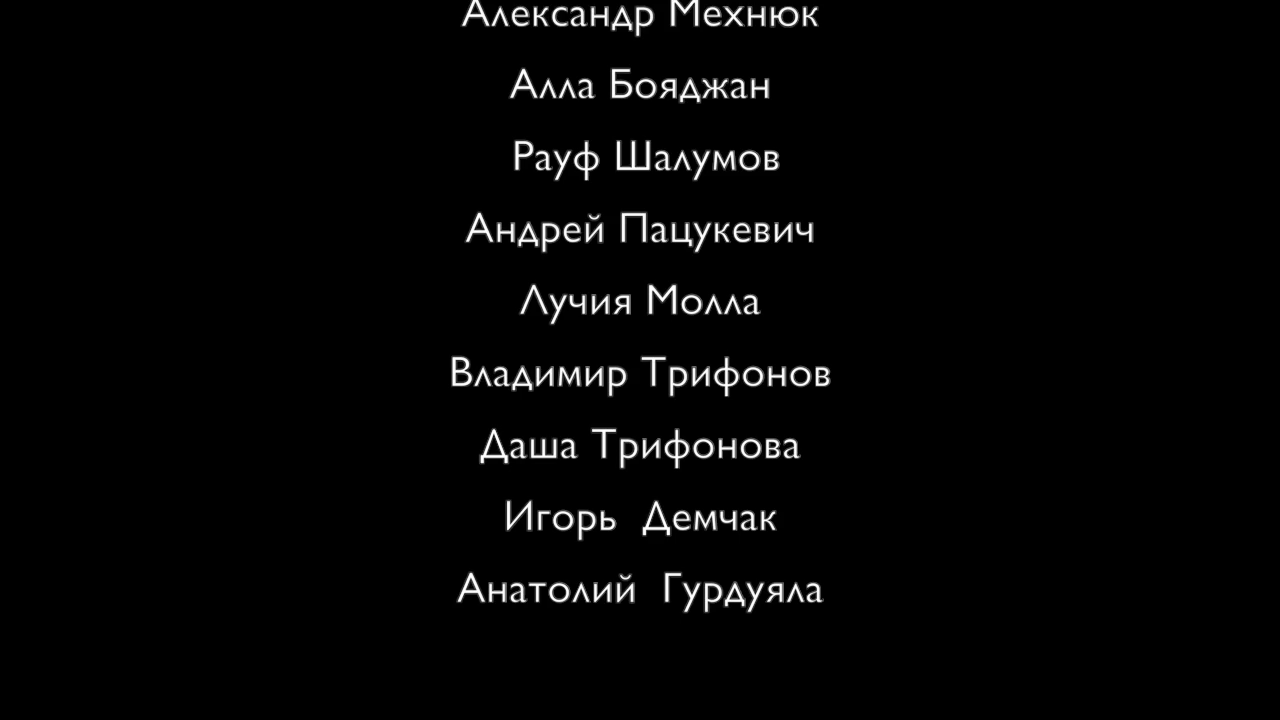 Александр Мехнюк
Алла Бояджан
Рауф Шалумов
Андрей Пацукевич
Лучия Молла
Владимир Трифонов
Даша Трифонова
Игорь Демчак
Анатолий Гурдуяла